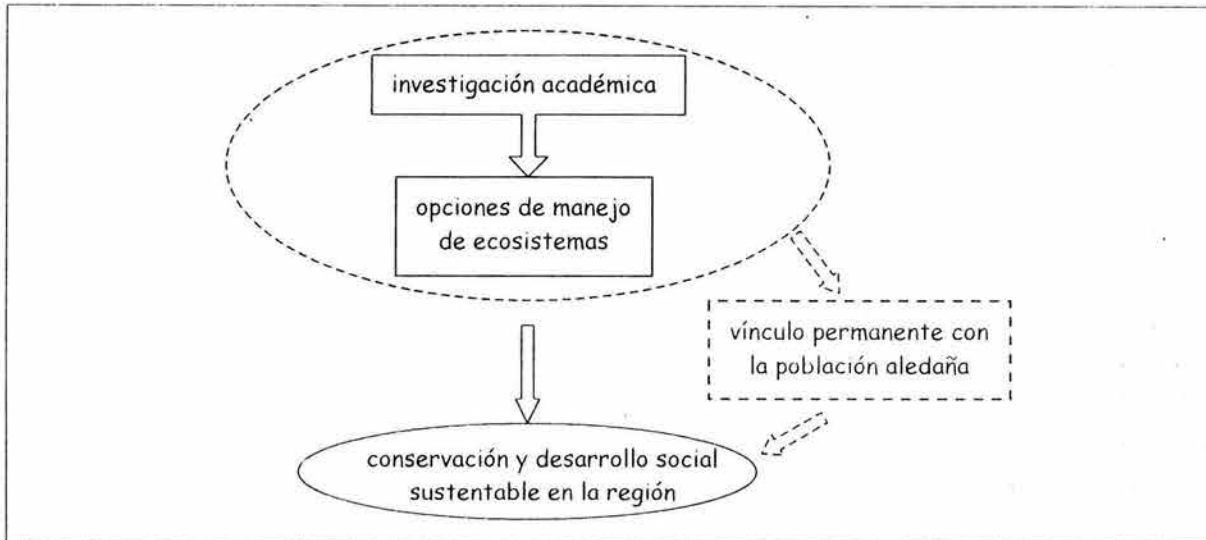 investigación académica
opciones de manejo
de ecosistemas
vínculo permanente con
la población aledaña
conservación y desarrollo social
sustentable en la región